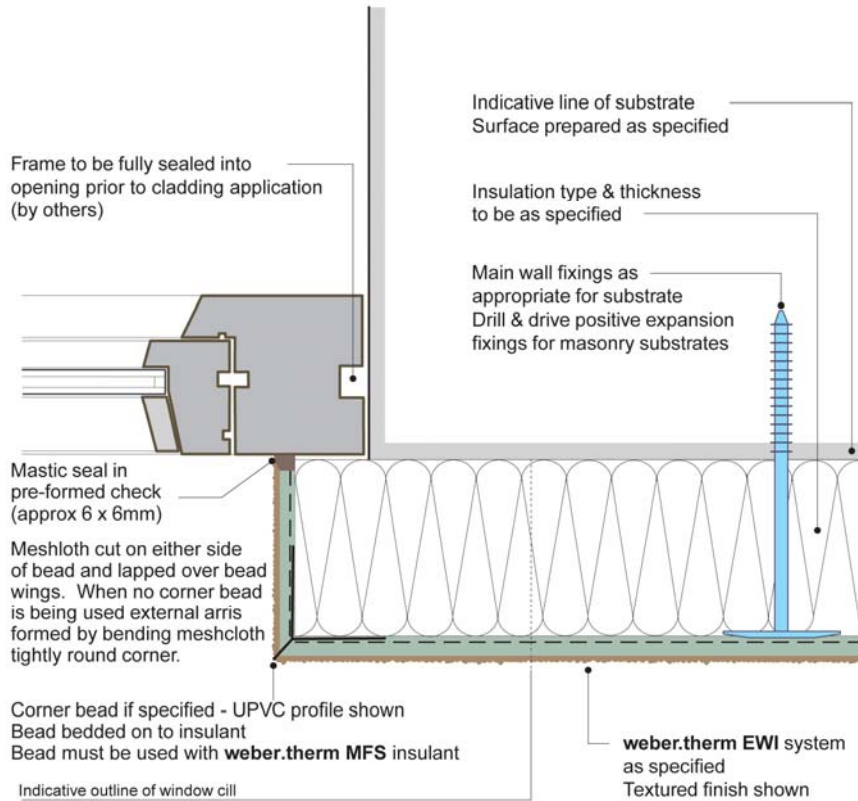 Indicative line of substrate
Surface prepared as specified
Frame to be fully sealed into
opening prior to cladding application
(by others)
Insulation type & thickness
to be as specified
Main wall fixings as
appropriate for substrate
Drill & drive positive expansion
fixings for masonry substrates
Mastic seal in
pre-formed check
(approx 6 x 6mm)
Meshloth cut on either side
of bead and lapped over bead
wings. When no corner bead
is being used external arris
formed by bending meshcloth
tightly round corner.
Corner bead if specified - UPVC profile shown
Bead bedded on to insulant
Bead must be used with weber.therm MFS insulant
weber.therm EWI system
as specified
Textured finish shown
Indicative outline of window cill